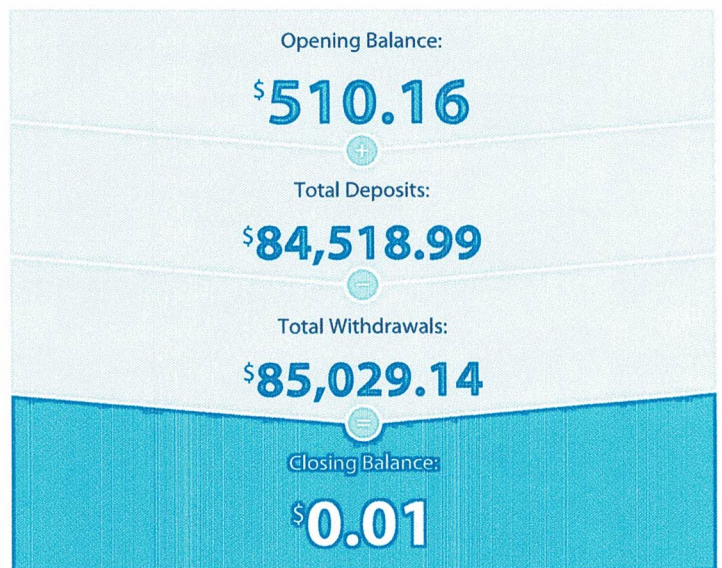 Opening Balance:
$510.16
+
Total Deposits:
$84,518.99
−
Total Withdrawals:
$85,029.14
=
Closing Balance:
$0.01